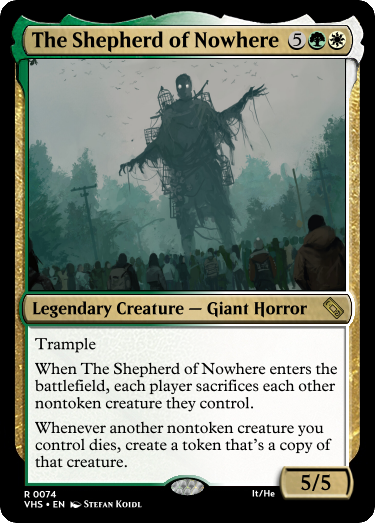 The Shepherd of Nowhere 5
Legendary Creature — Giant Horror
Trample
When The Shepherd of Nowhere enters the
battlefield, each player sacrifices each other
nontoken creature they control.
Whenever another nontoken creature you
control dies, create a token that's a copy of
that creature.
5/5
R 0074
It/He
VHS • EN Stefan Koidl